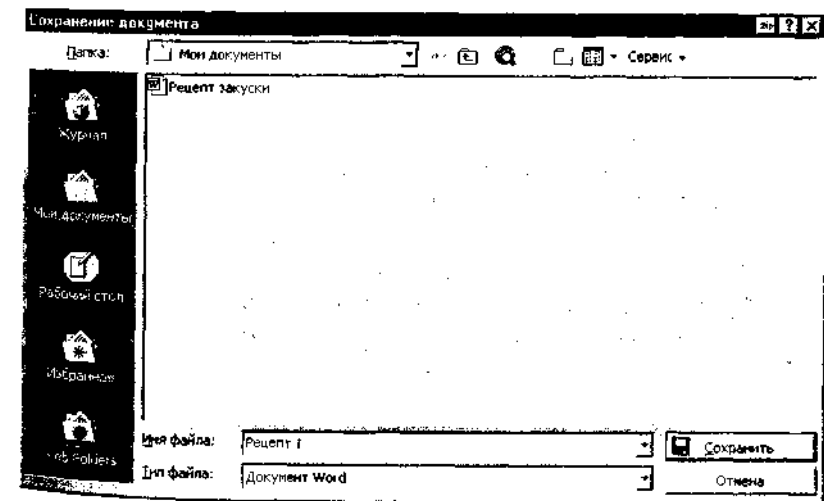 Сохранение документа
Папка: Мои документы Сервис
Рецепт закуски
Журнал
Мои документы
Рабочий стол
Избранное
Web Folders
Имя файла: Рецепт
Сохранить
Тип файла: Документ Word
Отмена